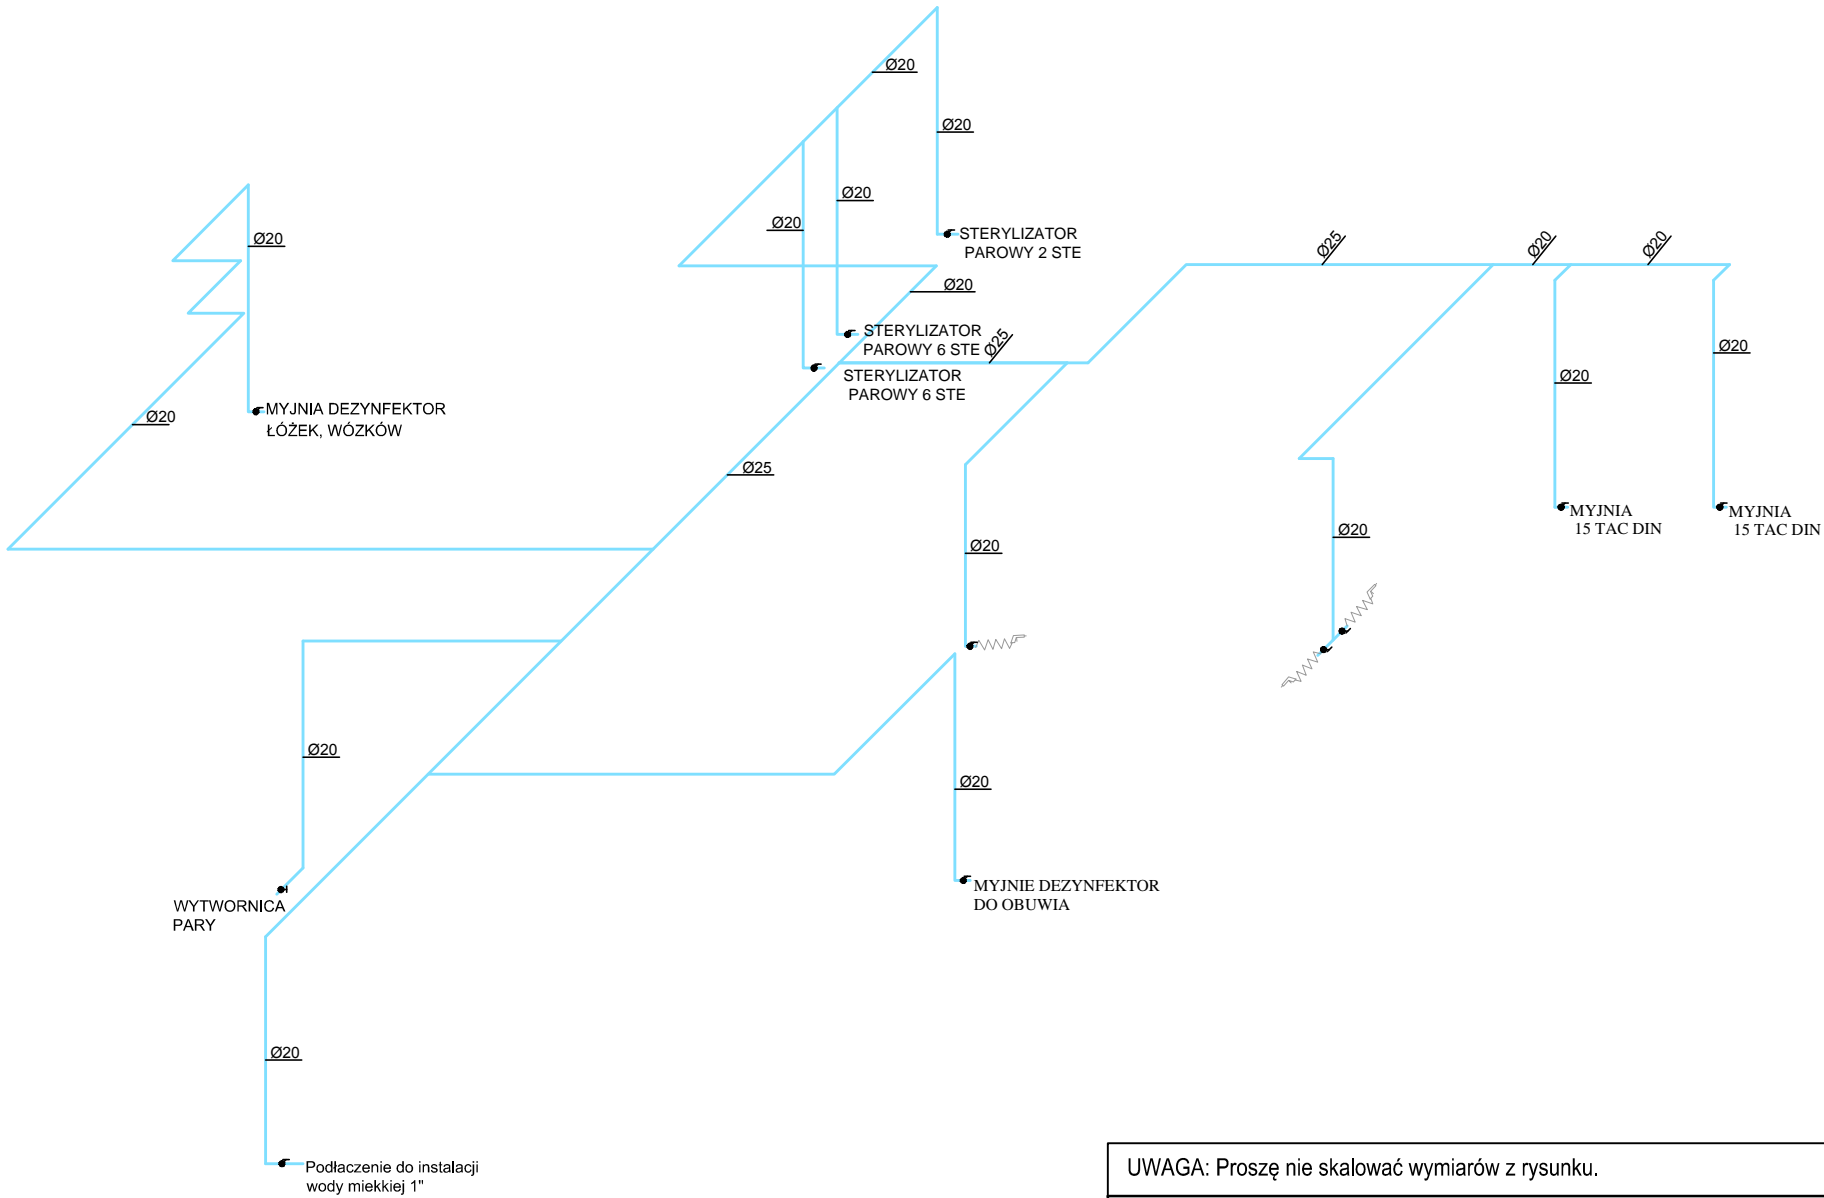 Ø20
Ø20
Ø20
Ø20
Ø20
STERYLIZATOR
PAROWY 2 STE
Ø25
Ø20
Ø20
Ø20
STERYLIZATOR
PAROWY 6 STE
Ø25
STERYLIZATOR
PAROWY 6 STE
Ø20
Ø20
MYJNIA DEZYNFEKTOR
ŁÓŻEK, WÓZKÓW
Ø20
Ø25
MYJNIA
15 TAC DIN
MYJNIA
15 TAC DIN
Ø20
Ø20
Ø20
Ø20
WYTWORNICA
PARY
MYJNIE DEZYNFEKTOR
DO OBUWIA
Ø20
Podłaczenie do instalacji
wody miekkiej 1"
UWAGA: Proszę nie skalować wymiarów z rysunku.